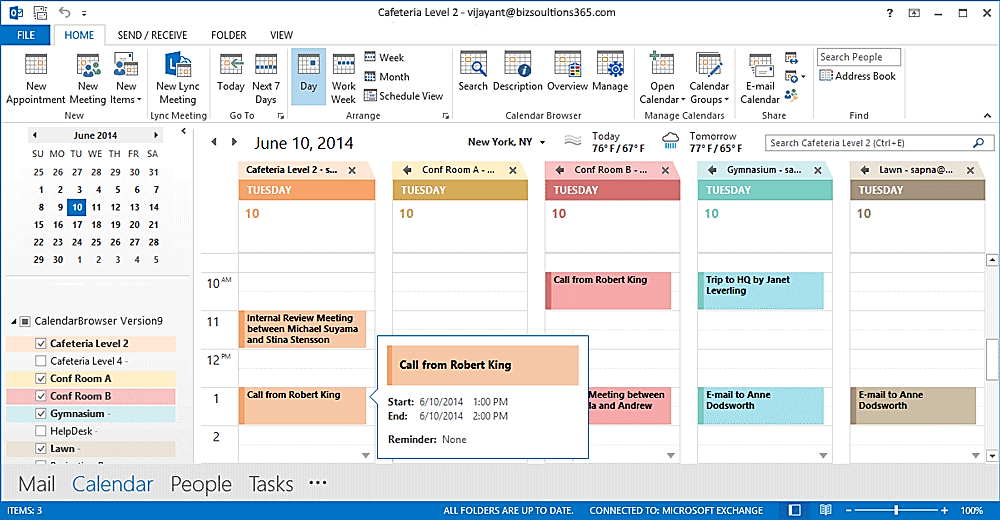 Cafeteria Level 2 - vijayant@bizsoultions365.com
FILE HOME SEND / RECEIVE FOLDER VIEW
New Appointment
New Meeting
New Items
New Lync Meeting
Today
Next 7 Days
Day
Work Week
Week
Month
Schedule View
Search
Description
Overview
Manage
Open Calendar
Calendar Groups
E-mail Calendar
Share
Search People
Address Book
New
Lync Meeting
Go To
Arrange
Calendar Browser
Manage Calendars
Share
Find
June 2014
SU MO TU WE TH FR SA
25 26 27 28 29 30 31
1 2 3 4 5 6 7
8 9 10 11 12 13 14
15 16 17 18 19 20 21
22 23 24 25 26 27 28
29 30 1 2 3 4 5
CalendarBrowser Version9
Cafeteria Level 2
Cafeteria Level 4 -
Conf Room A
Conf Room B -
Gymnasium -
HelpDesk -
Lawn -
June 10, 2014
New York, NY
Today
76° F / 67° F
Tomorrow
77° F / 65° F
Search Cafeteria Level 2 (Ctrl+E)
Cafeteria Level 2 - s...
Conf Room A - ...
Conf Room B - ...
Gymnasium - sa...
Lawn - sapna@...
TUESDAY TUESDAY TUESDAY TUESDAY TUESDAY
10 10 10 10 10
10 AM
11
12 PM
1
2
Call from Robert King
Trip to HQ by Janet
Leverling
Internal Review Meeting
between Michael Suyama
and Stina Stensson
Call from Robert King
Meeting between
la and Andrew
E-mail to Anne
Dodsworth
E-mail to Anne
Dodsworth
Call from Robert King
Start: 6/10/2014 1:00 PM
End: 6/10/2014 2:00 PM
Reminder: None
Mail Calendar People Tasks ...
ITEMS: 3
ALL FOLDERS ARE UP TO DATE.
CONNECTED TO: MICROSOFT EXCHANGE
100%